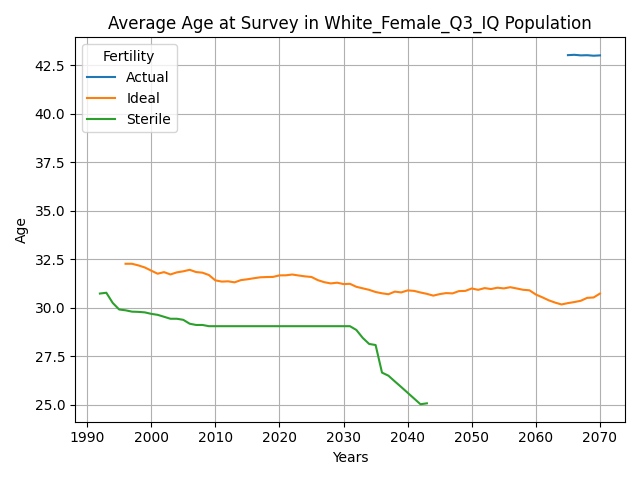 Average Age at Survey in White_Female_Q3_IQ Population
Fertility
Actual
Ideal
Sterile
42.5
40.0
37.5
35.0
32.5
30.0
27.5
25.0
Age
1990 2000 2010 2020 2030 2040 2050 2060 2070
Years